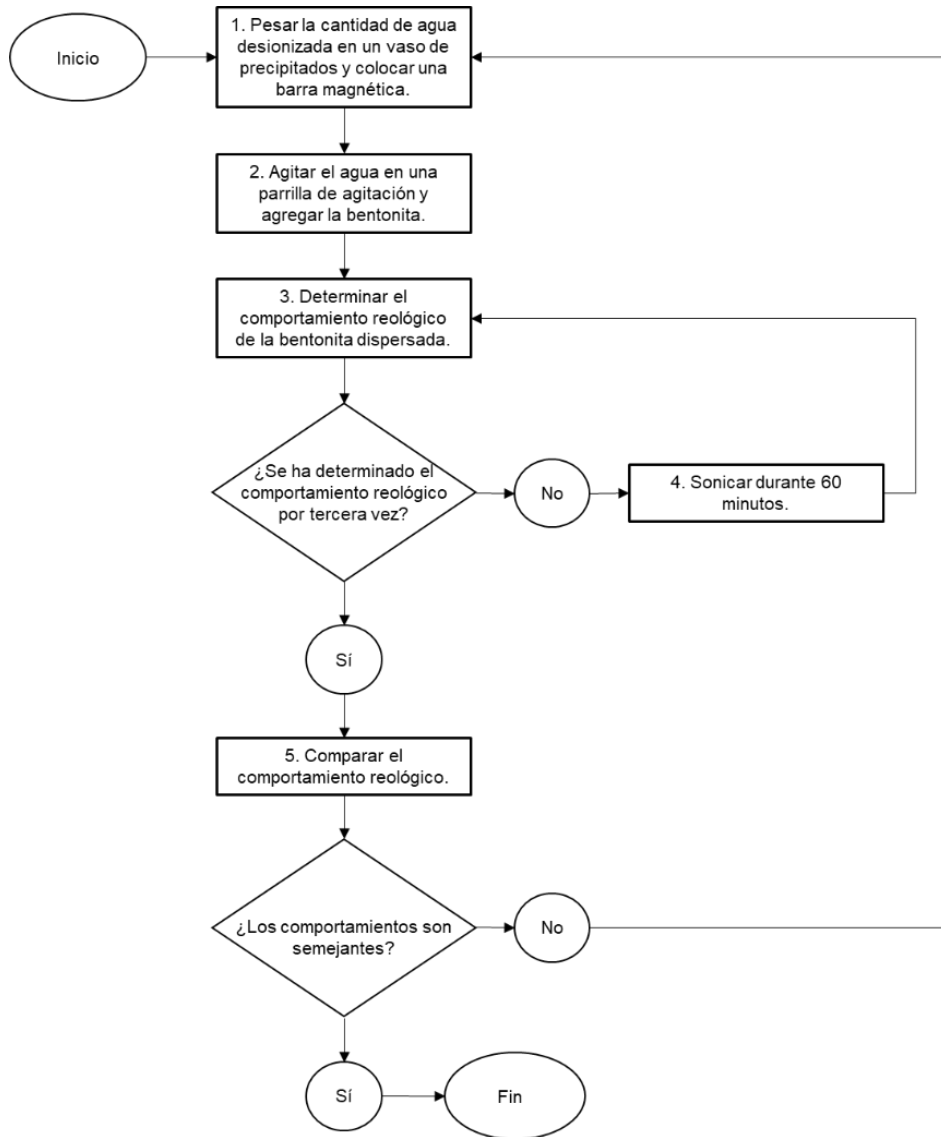 Inicio
1. Pesar la cantidad de agua
desionizada en un vaso de
precipitados y colocar una
barra magnética.
2. Agitar el agua en una
parrilla de agitación y
agregar la bentonita.
3. Determinar el
comportamiento reológico
de la bentonita dispersada.
¿Se ha determinado el
comportamiento reológico
por tercera vez?
No
4. Sonicar durante 60
minutos.
Sí
5. Comparar el
comportamiento reológico.
¿Los comportamientos son
semejantes?
No
Sí
Fin